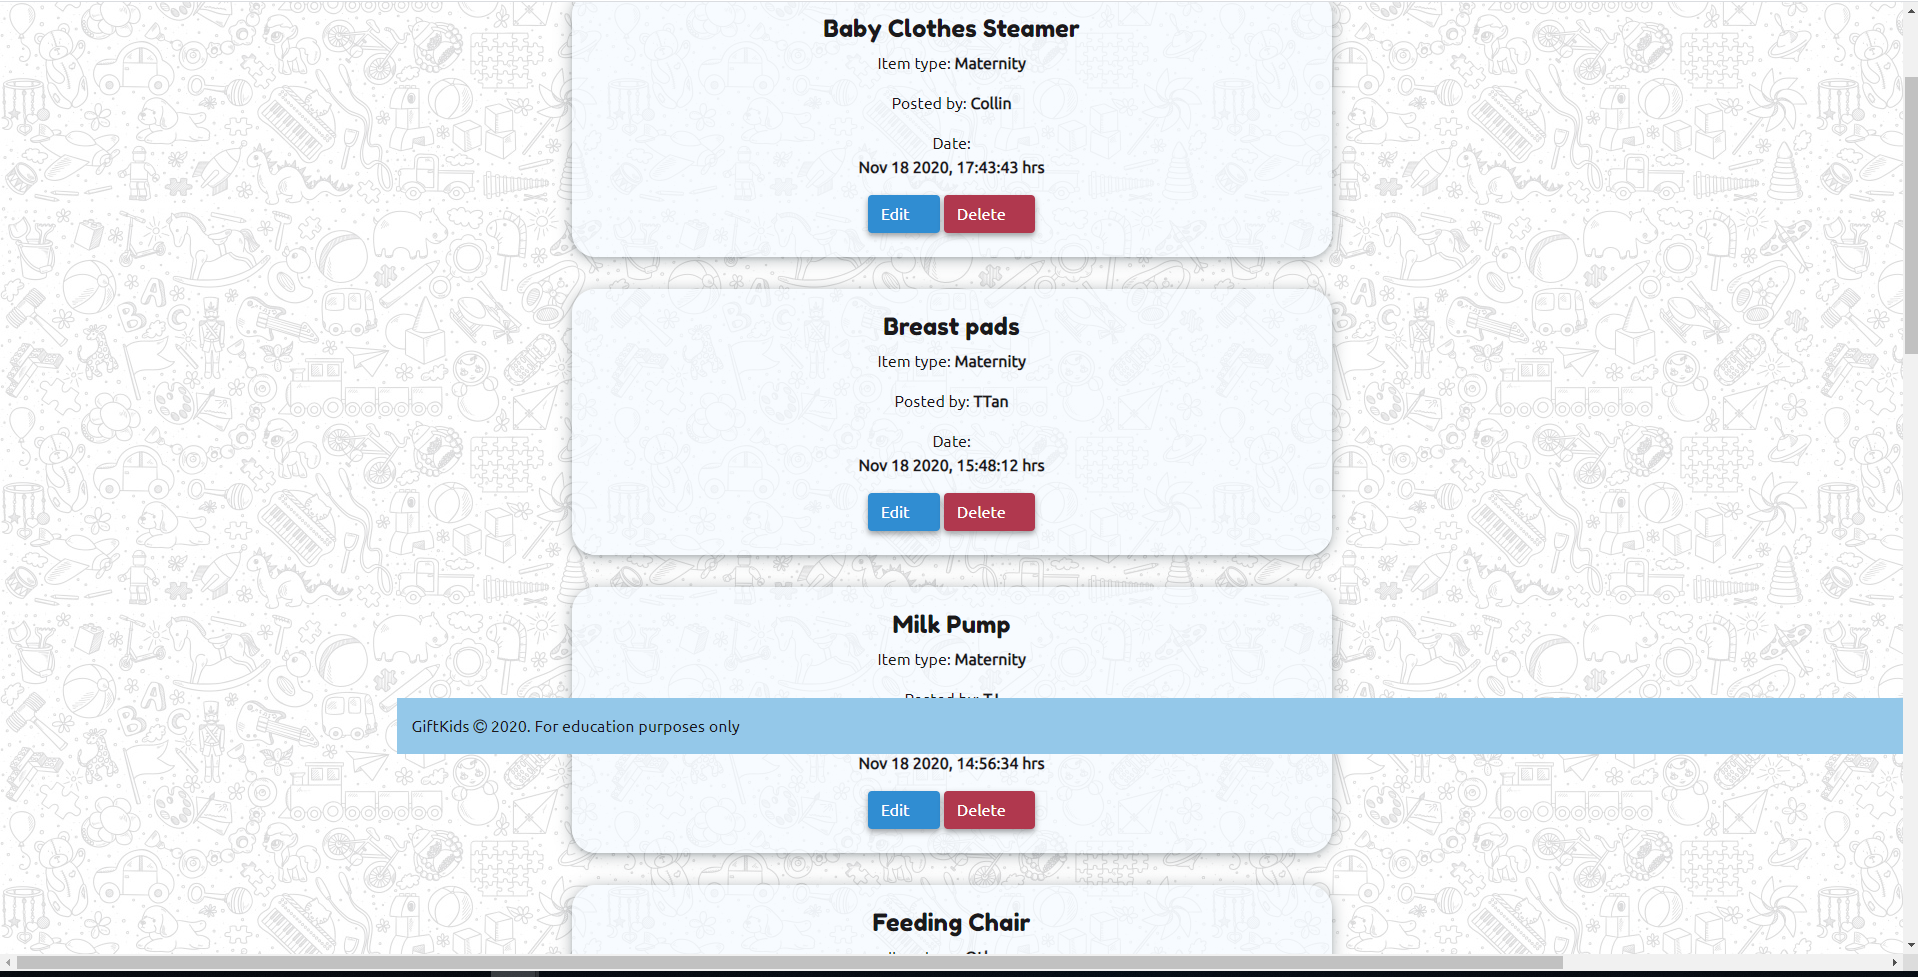 Baby Clothes Steamer
Item type: Maternity
Posted by: Collin
Date:
Nov 18 2020, 17:43:43 hrs
Edit Delete
Breast pads
Item type: Maternity
Posted by: TTan
Date:
Nov 18 2020, 15:48:12 hrs
Edit Delete
Milk Pump
Item type: Maternity
Posted by:
GiftKids © 2020. For education purposes only
Nov 18 2020, 14:56:34 hrs
Edit Delete
Feeding Chair